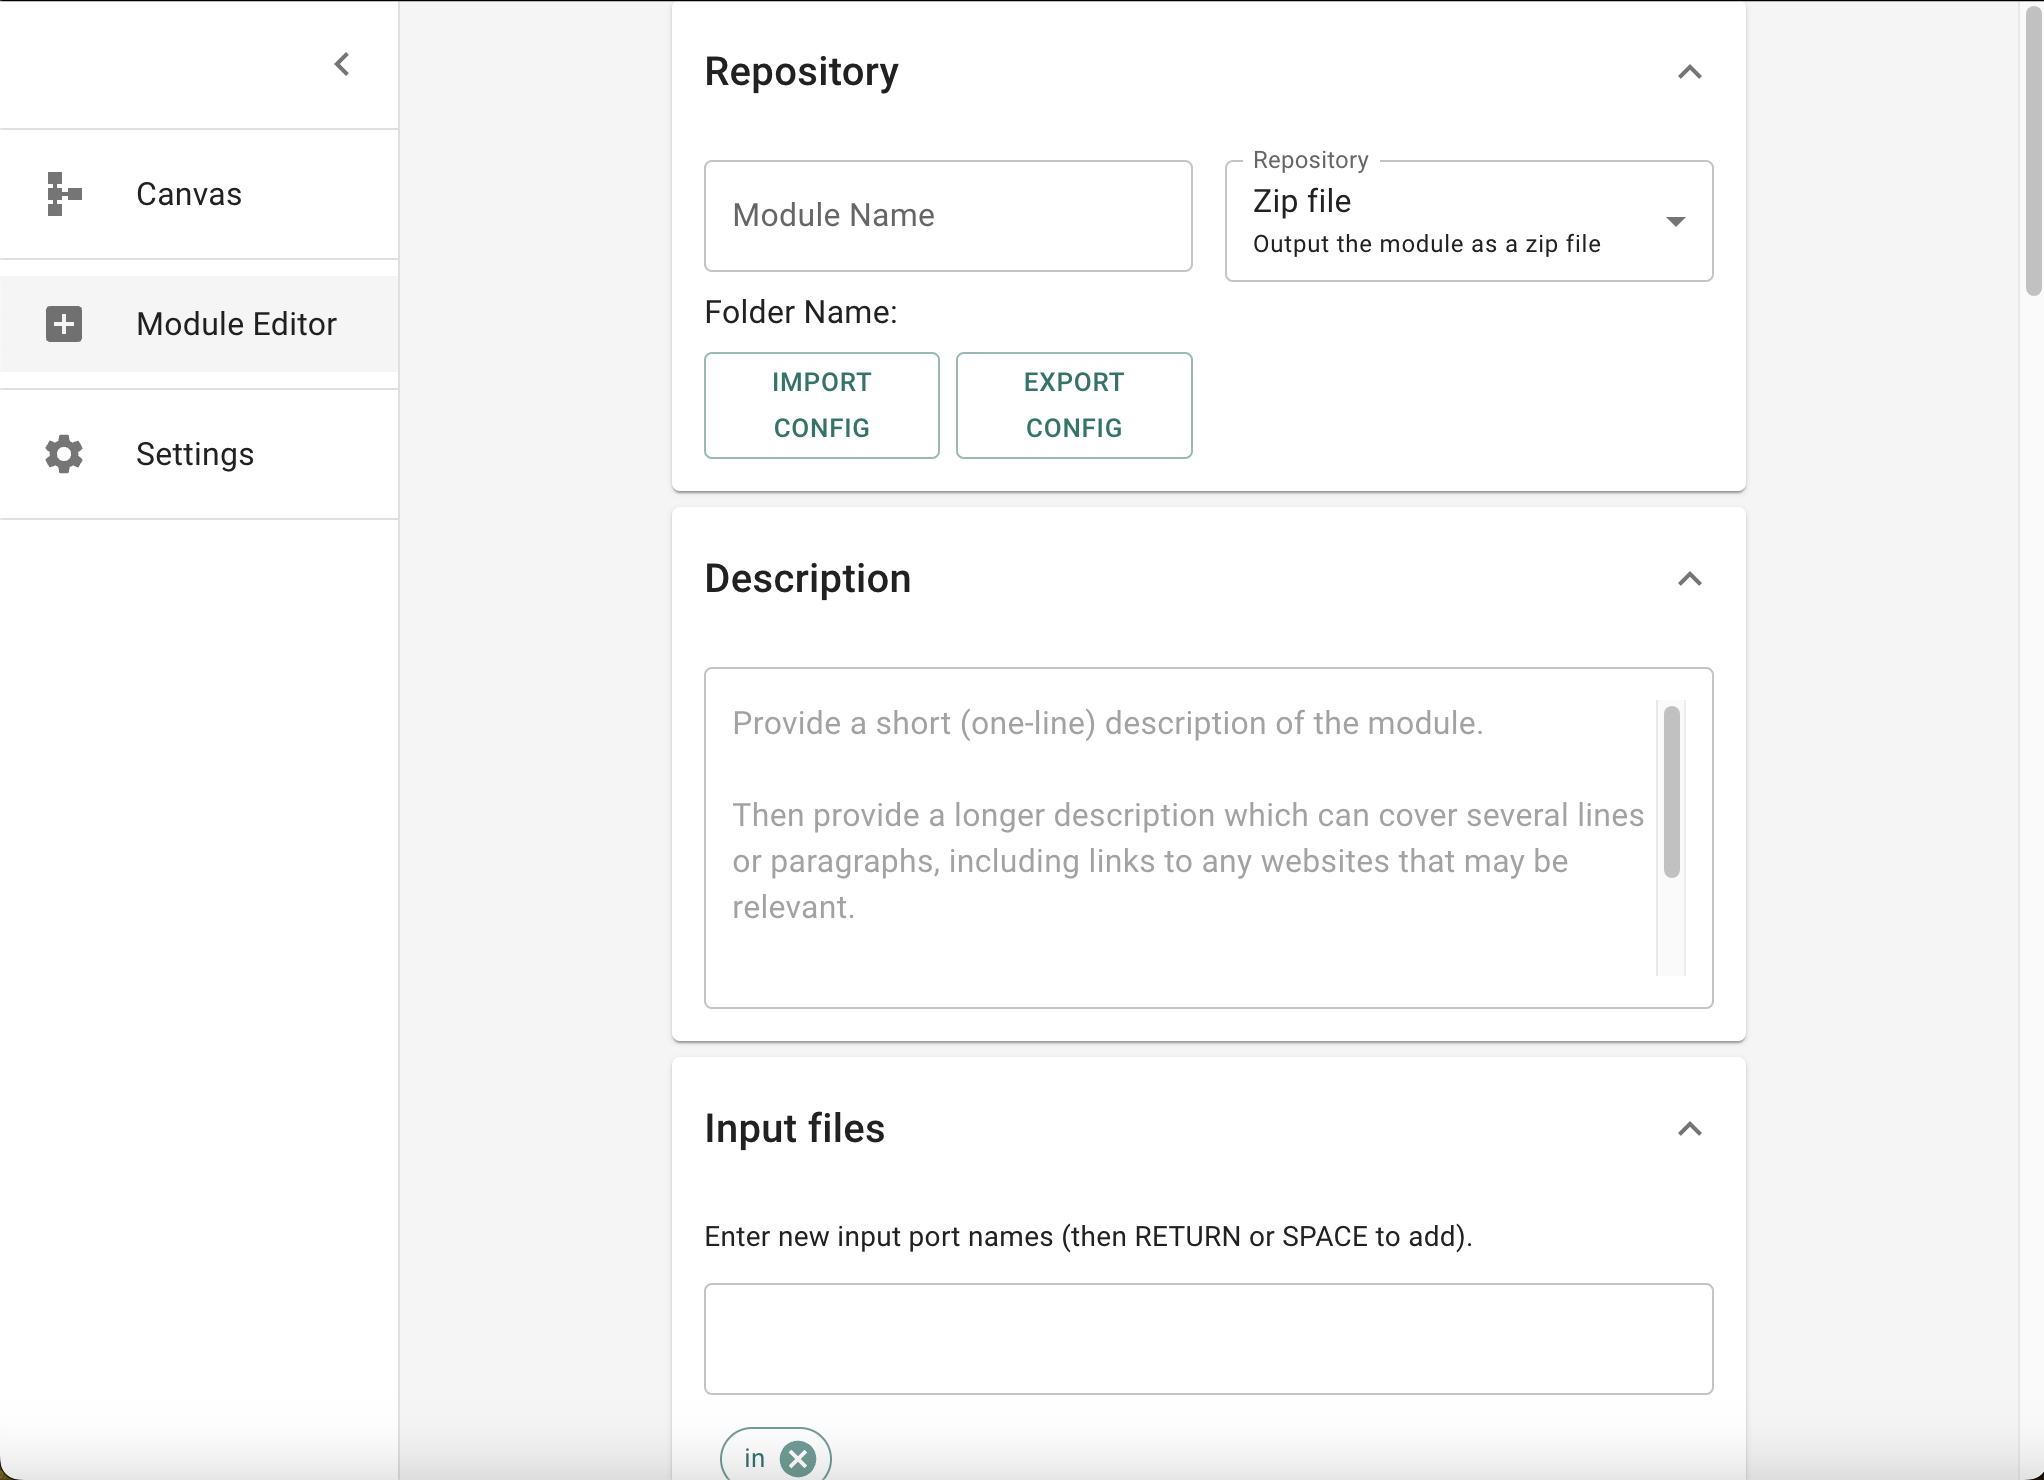 Canvas
Module Editor
Settings
Repository
Module Name
Repository
Zip file
Output the module as a zip file
Folder Name:
IMPORT
CONFIG
EXPORT
CONFIG
Description
Provide a short (one-line) description of the module.
Then provide a longer description which can cover several lines
or paragraphs, including links to any websites that may be
relevant.
Input files
Enter new input port names (then RETURN or SPACE to add).
in